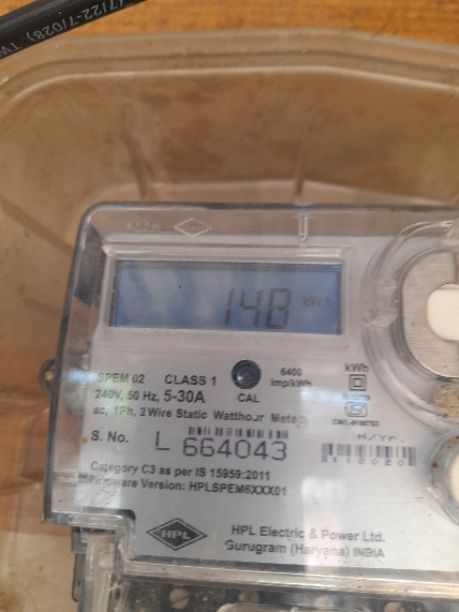 148 kWh
SPEM 02 CLASS 1
6400
imp/kWh
kWh
240V, 50 Hz, 5-30A
CAL
ac, 1Ph, 2 Wire Static Watthour Meter
S. No. L 664043
M/Yr.
112020
Category C3 as per IS 15959:2011
Firmware Version: HPLSPEM6XXX01
HPL
HPL Electric & Power Ltd.
Gurugram (Haryana) INDIA